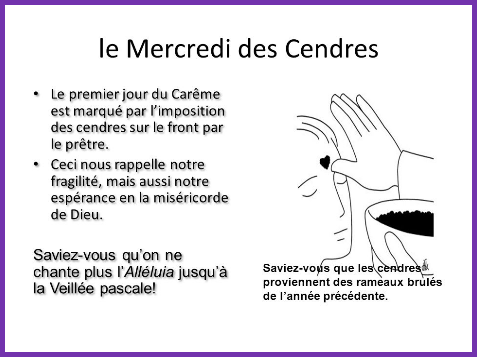 le Mercredi des Cendres
• Le premier jour du Carême
est marqué par l'imposition
des cendres sur le front par
le prêtre.
• Ceci nous rappelle notre
fragilité, mais aussi notre
espérance en la miséricorde
de Dieu.
Saviez-vous qu'on ne
chante plus l'Alléluia jusqu'à
la Veillée pascale!
Saviez-vous que les cendres
proviennent des rameaux brulés
de l'année précédente.